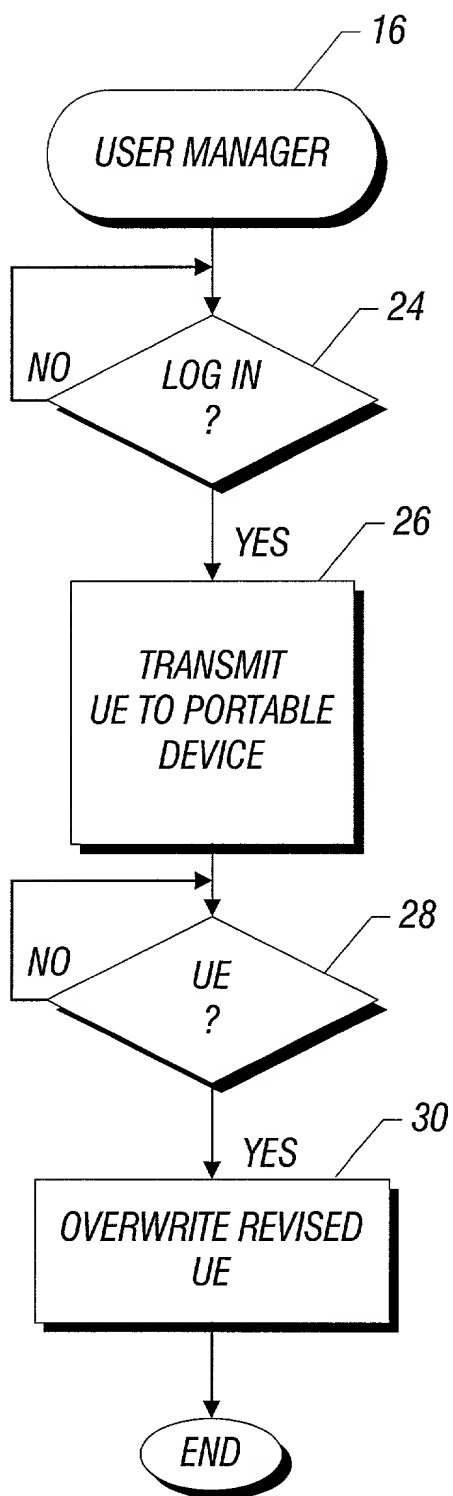 16
USER MANAGER
24
NO
LOG IN
?
YES
26
TRANSMIT
UE TO PORTABLE
DEVICE
28
NO
UE
?
YES
30
OVERWRITE REVISED
UE
END